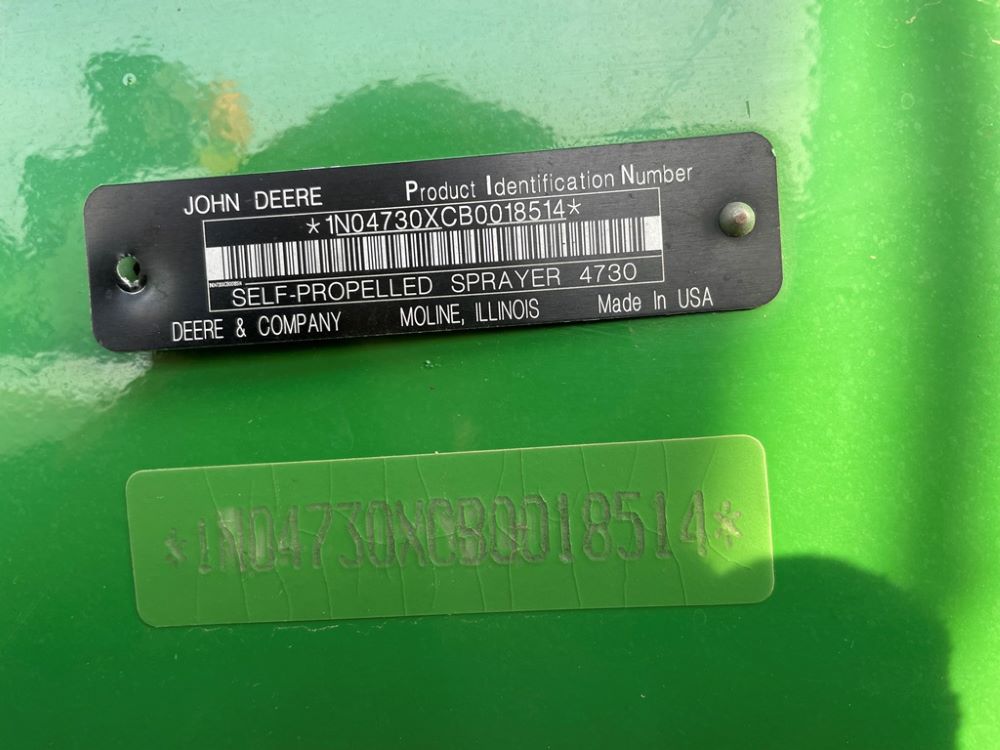 JOHN DEERE Product Identification Number
*1N04730XCB0018514*
SELF-PROPELLED SPRAYER 4730
DEERE & COMPANY MOLINE, ILLINOIS Made In USA
*1N04730XCB0018514*